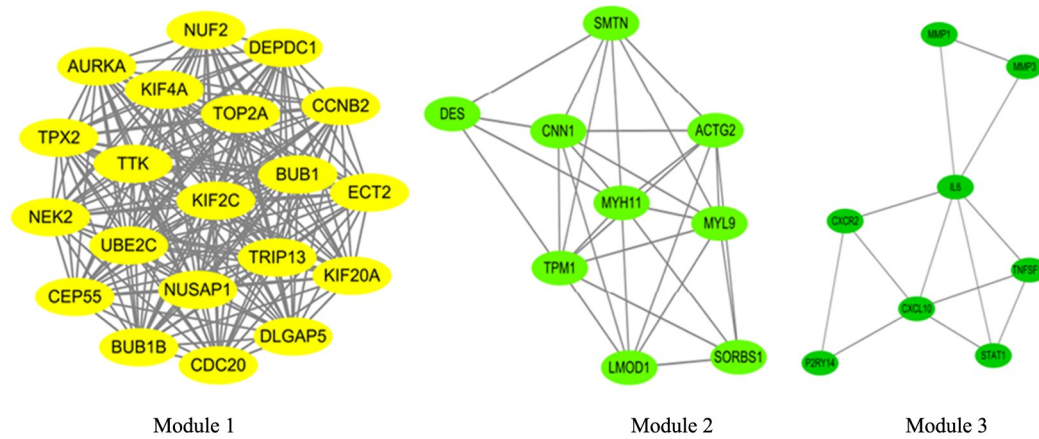 NUF2
DEPDC1
AURKA
KIF4A
TOP2A
CCNB2
TPX2
TTK
BUB1
ECT2
KIF2C
NEK2
UBE2C
TRIP13
KIF20A
NUSAP1
CEP55
DLGAP5
BUB1B
CDC20
Module 1
SMTN
DES
CNN1
ACTG2
MYH11
MYL9
TPM1
SORBS1
LMOD1
Module 2
MMP1
MMP3
IL6
CXCR2
TNFSF
CXCL10
STAT1
P2RY14
Module 3